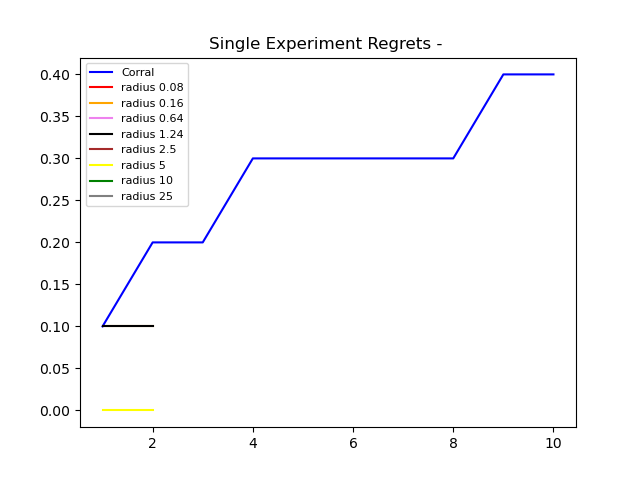 Single Experiment Regrets -
Corral
radius 0.08
radius 0.16
radius 0.64
radius 1.24
radius 2.5
radius 5
radius 10
radius 25
0.40
0.35
0.30
0.25
0.20
0.15
0.10
0.05
0.00
2 4 6 8 10